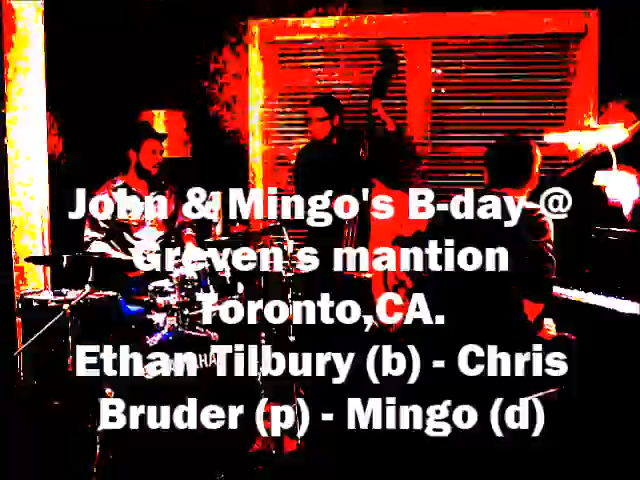 John & Mingo's B-day @
Greven's mantion
Toronto,CA.
Ethan Tilbury (b) - Chris
Bruder (p) - Mingo (d)